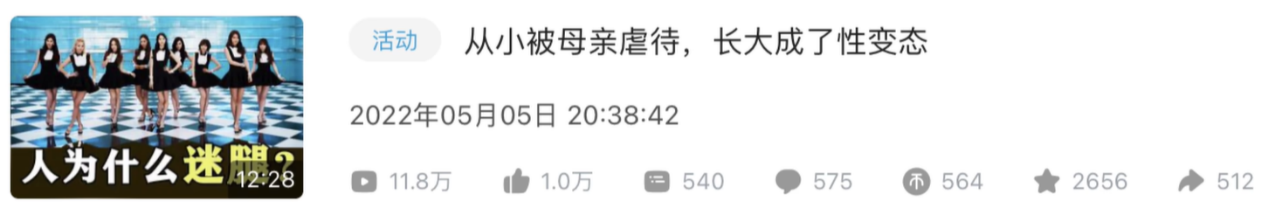 活动 从小被母亲虐待，长大成了性变态
2022年05月05日 20:38:42
人为什么迷腿?
12:28
11.8万 1.0万 540 575 564 2656 512